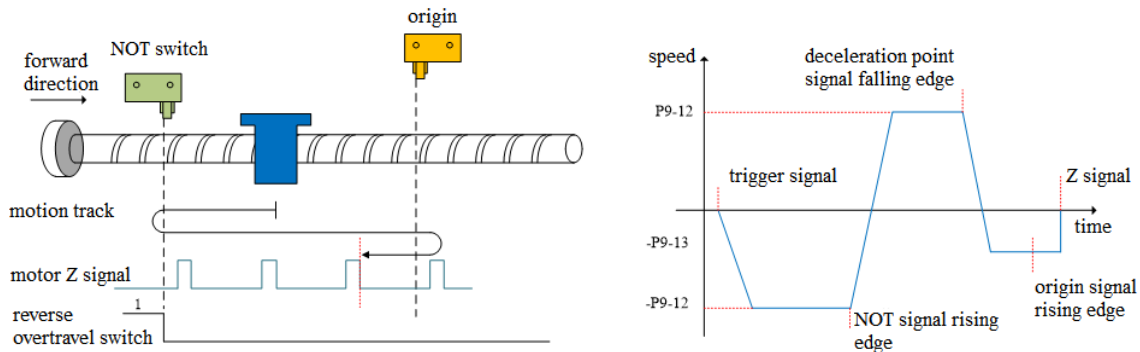 origin
NOT switch
forward
direction
motion track
motor Z signal
1
reverse
overtravel switch
speed
deceleration point
signal falling edge
P9-12
trigger signal
Z signal
time
-P9-13
-P9-12
origin signal
rising edge
NOT signal rising
edge